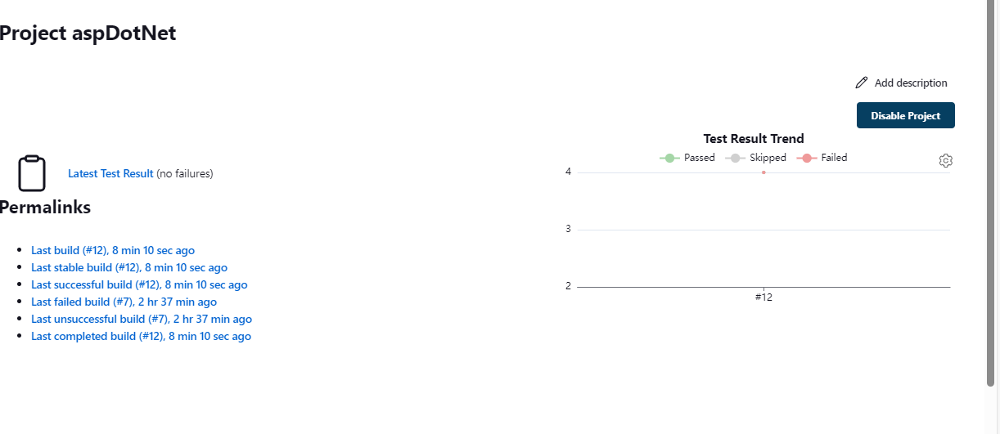 Project aspDotNet
Add description
Disable Project
Test Result Trend
Passed Skipped Failed
Latest Test Result (no failures)
4
3
2
#12
Permalinks
Last build (#12), 8 min 10 sec ago
Last stable build (#12), 8 min 10 sec ago
Last successful build (#12), 8 min 10 sec ago
Last failed build (#7), 2 hr 37 min ago
Last unsuccessful build (#7), 2 hr 37 min ago
Last completed build (#12), 8 min 10 sec ago